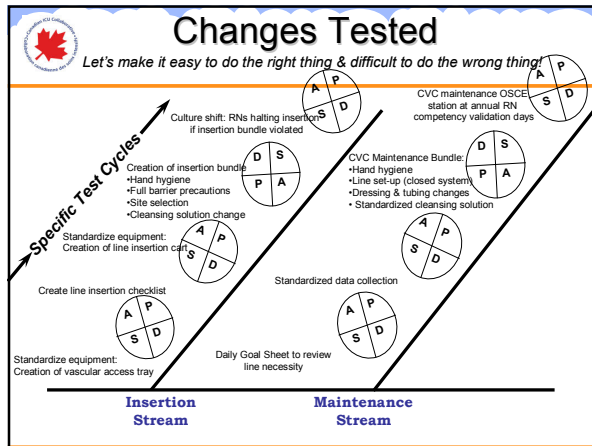 Canadian ICU Collaborative
Changes Tested
Let's make it easy to do the right thing & difficult to do the wrong thing!
Specific Test Cycles
Culture shift: RNs halting insertion
if insertion bundle violated
A P
S D
Creation of insertion bundle
•Hand hygiene
•Full barrier precautions
•Site selection
•Cleansing solution change
D S
P A
Standardize equipment:
Creation of line insertion cart
A P
S D
Create line insertion checklist
A P
S D
Standardize equipment:
Creation of vascular access tray
CVC maintenance OSCE
station at annual RN
competency validation days
A P
S D
CVC Maintenance Bundle:
•Hand hygiene
•Line set-up (closed system)
•Dressing & tubing changes
• Standardized cleansing solution
D S
P A
A P
S D
Standardized data collection
A P
S D
Daily Goal Sheet to review
line necessity
Insertion
Stream
Maintenance
Stream